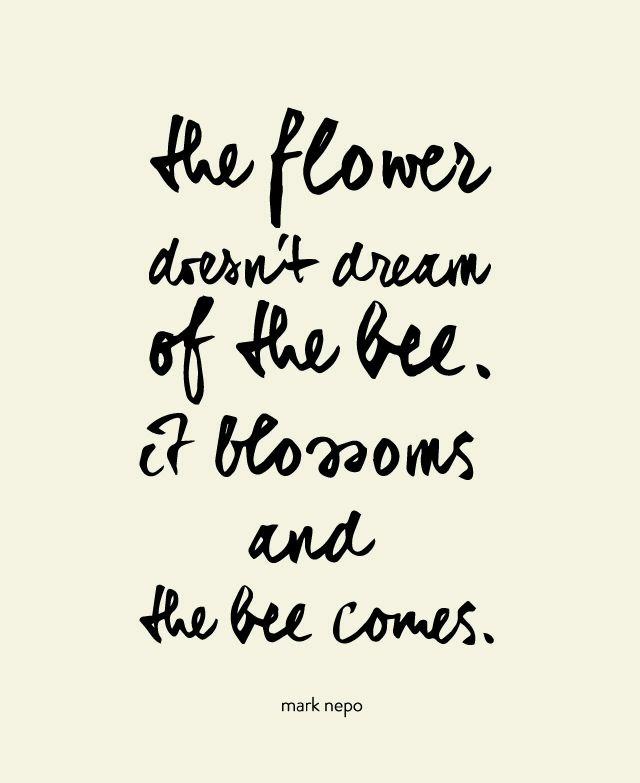 the flower
doesn't dream
of the bee.
it blossoms
and
the bee comes.
mark nepo